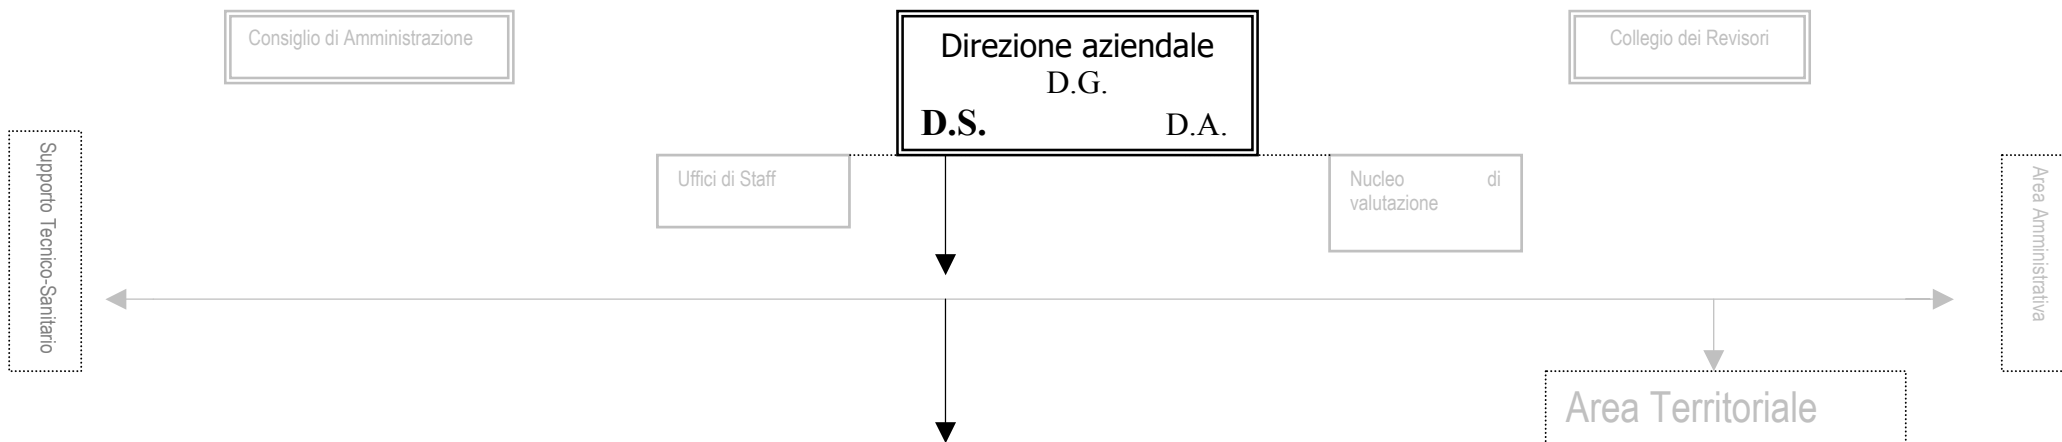 Consiglio di Amministrazione
Direzione aziendale
D.G.
D.S. D.A.
Collegio dei Revisori
Supporto Tecnico-Sanitario
Uffici di Staff
Nucleo di
valutazione
Area Amministrativa
Area Territoriale